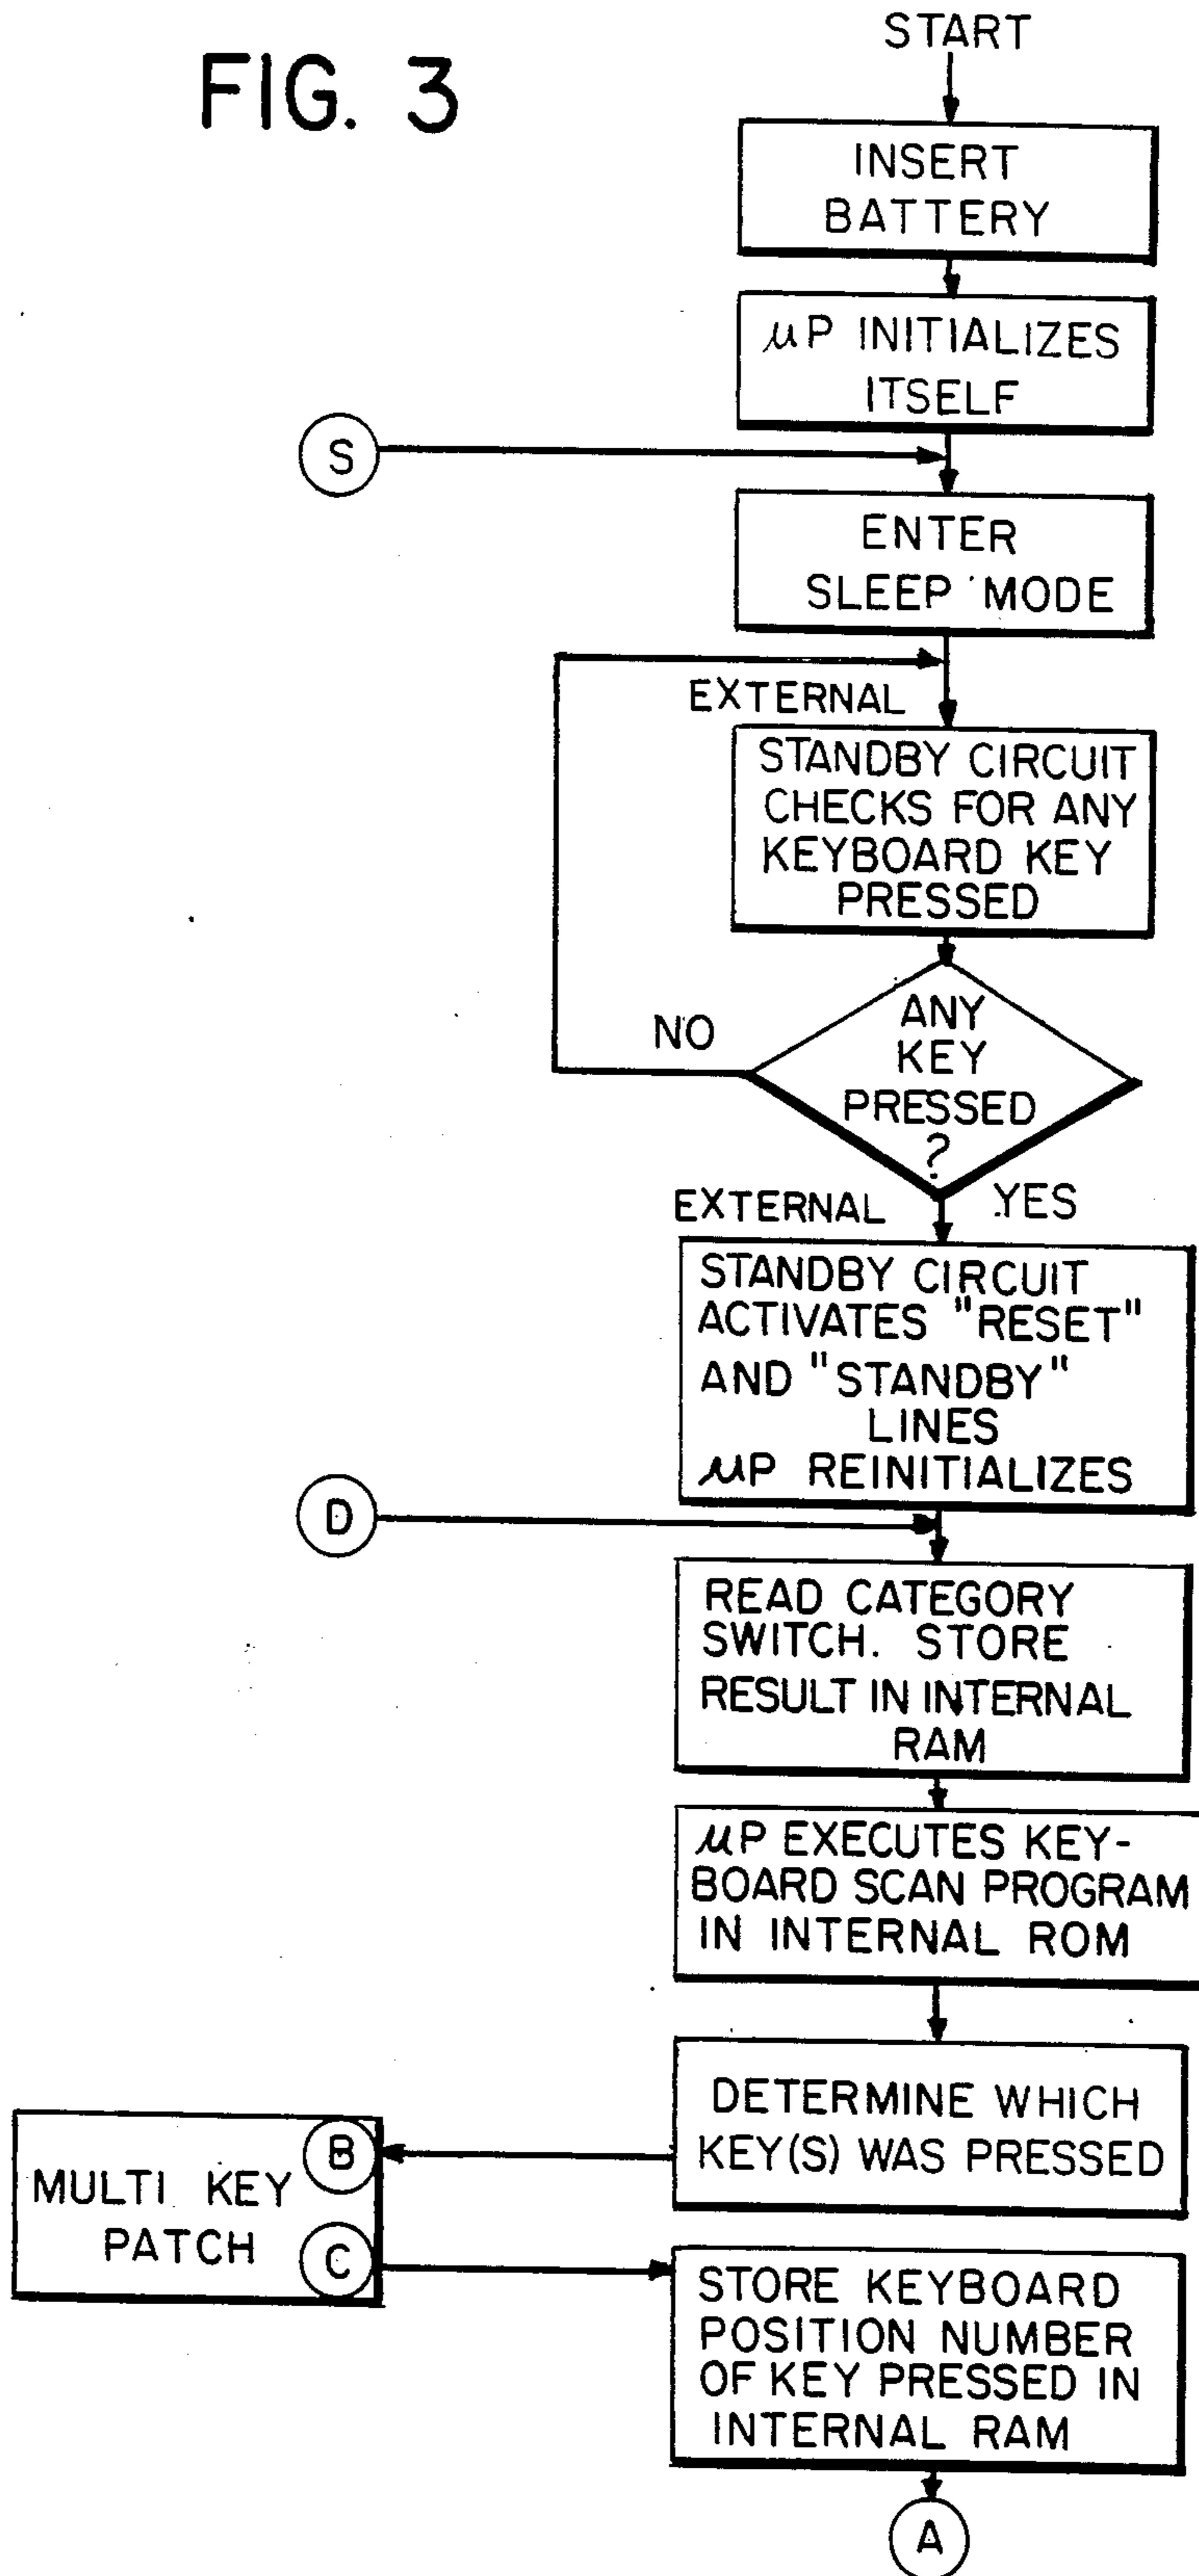 FIG. 3
START
INSERT
BATTERY
µP INITIALIZES
ITSELF
S
ENTER
SLEEP MODE
EXTERNAL
STANDBY CIRCUIT
CHECKS FOR ANY
KEYBOARD KEY
PRESSED
ANY
KEY
PRESSED
?
NO
EXTERNAL
YES
STANDBY CIRCUIT
ACTIVATES "RESET"
AND "STANDBY"
LINES
µP REINITIALIZES
D
READ CATEGORY
SWITCH. STORE
RESULT IN INTERNAL
RAM
µP EXECUTES KEY-
BOARD SCAN PROGRAM
IN INTERNAL ROM
DETERMINE WHICH
KEY(S) WAS PRESSED
B
MULTI KEY
PATCH
C
STORE KEYBOARD
POSITION NUMBER
OF KEY PRESSED IN
INTERNAL RAM
A